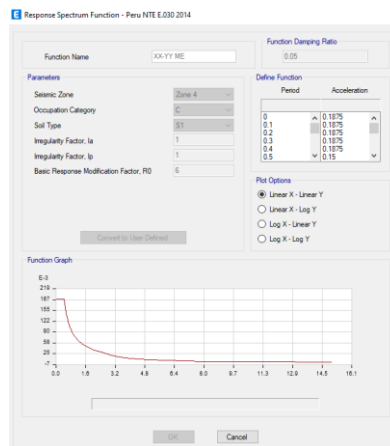 Response Spectrum Function - Peru NTE E.030 2014
Function Damping Ratio
Function Name XX-YY ME 0.05
Parameters Define Function
Seismic Zone Zone 4 Period Acceleration
Occupation Category C
Soil Type S1
Irregularity Factor, Ia 1
Irregularity Factor, Ip 1
Basic Response Modification Factor, R0 6
0 0.1875
0.1 0.1875
0.2 0.1875
0.3 0.1875
0.4 0.1875
0.5 0.15
Plot Options
Linear X - Linear Y
Linear X - Log Y
Log X - Linear Y
Log X - Log Y
Convert to User Defined
Function Graph
E-3
219
187
155
122
90
58
26
-7
0.0 1.6 3.2 4.8 6.4 8.0 9.7 11.3 12.9 14.5 16.1
OK Cancel